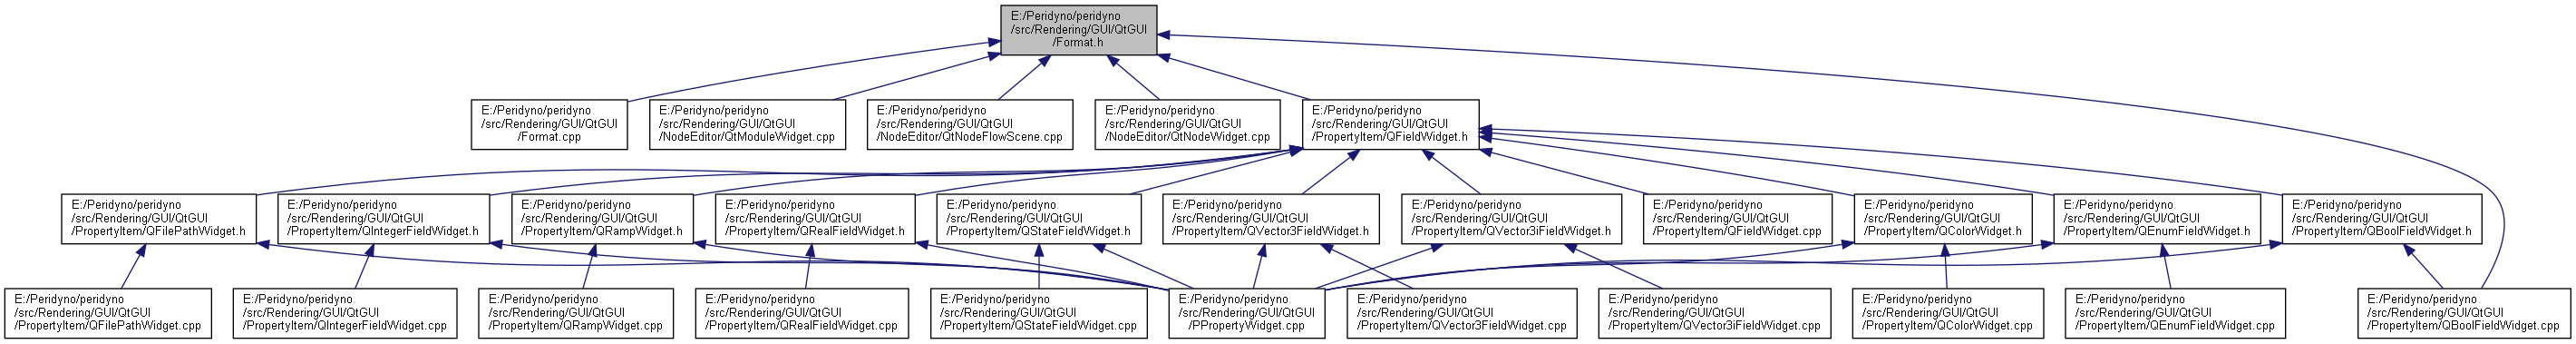 E:/Peridyno/peridyno
/src/Rendering/GUI/QtGUI
/Format.h
E:/Peridyno/peridyno
/src/Rendering/GUI/QtGUI
/Format.cpp
E:/Peridyno/peridyno
/src/Rendering/GUI/QtGUI
/NodeEditor/QtModuleWidget.cpp
E:/Peridyno/peridyno
/src/Rendering/GUI/QtGUI
/NodeEditor/QtNodeFlowScene.cpp
E:/Peridyno/peridyno
/src/Rendering/GUI/QtGUI
/NodeEditor/QtNodeWidget.cpp
E:/Peridyno/peridyno
/src/Rendering/GUI/QtGUI
/PropertyItem/QFieldWidget.h
E:/Peridyno/peridyno
/src/Rendering/GUI/QtGUI
/PropertyItem/QFilePathWidget.h
E:/Peridyno/peridyno
/src/Rendering/GUI/QtGUI
/PropertyItem/QIntegerFieldWidget.h
E:/Peridyno/peridyno
/src/Rendering/GUI/QtGUI
/PropertyItem/QRampWidget.h
E:/Peridyno/peridyno
/src/Rendering/GUI/QtGUI
/PropertyItem/QRealFieldWidget.h
E:/Peridyno/peridyno
/src/Rendering/GUI/QtGUI
/PropertyItem/QStateFieldWidget.h
E:/Peridyno/peridyno
/src/Rendering/GUI/QtGUI
/PropertyItem/QVector3FieldWidget.h
E:/Peridyno/peridyno
/src/Rendering/GUI/QtGUI
/PropertyItem/QVector3iFieldWidget.h
E:/Peridyno/peridyno
/src/Rendering/GUI/QtGUI
/PropertyItem/QFieldWidget.cpp
E:/Peridyno/peridyno
/src/Rendering/GUI/QtGUI
/PropertyItem/QColorWidget.h
E:/Peridyno/peridyno
/src/Rendering/GUI/QtGUI
/PropertyItem/QEnumFieldWidget.h
E:/Peridyno/peridyno
/src/Rendering/GUI/QtGUI
/PropertyItem/QBoolFieldWidget.h
E:/Peridyno/peridyno
/src/Rendering/GUI/QtGUI
/PropertyItem/QFilePathWidget.cpp
E:/Peridyno/peridyno
/src/Rendering/GUI/QtGUI
/PropertyItem/QIntegerFieldWidget.cpp
E:/Peridyno/peridyno
/src/Rendering/GUI/QtGUI
/PropertyItem/QRampWidget.cpp
E:/Peridyno/peridyno
/src/Rendering/GUI/QtGUI
/PropertyItem/QRealFieldWidget.cpp
E:/Peridyno/peridyno
/src/Rendering/GUI/QtGUI
/PropertyItem/QStateFieldWidget.cpp
E:/Peridyno/peridyno
/src/Rendering/GUI/QtGUI
/PPropertyWidget.cpp
E:/Peridyno/peridyno
/src/Rendering/GUI/QtGUI
/PropertyItem/QVector3FieldWidget.cpp
E:/Peridyno/peridyno
/src/Rendering/GUI/QtGUI
/PropertyItem/QVector3iFieldWidget.cpp
E:/Peridyno/peridyno
/src/Rendering/GUI/QtGUI
/PropertyItem/QColorWidget.cpp
E:/Peridyno/peridyno
/src/Rendering/GUI/QtGUI
/PropertyItem/QEnumFieldWidget.cpp
E:/Peridyno/peridyno
/src/Rendering/GUI/QtGUI
/PropertyItem/QBoolFieldWidget.cpp